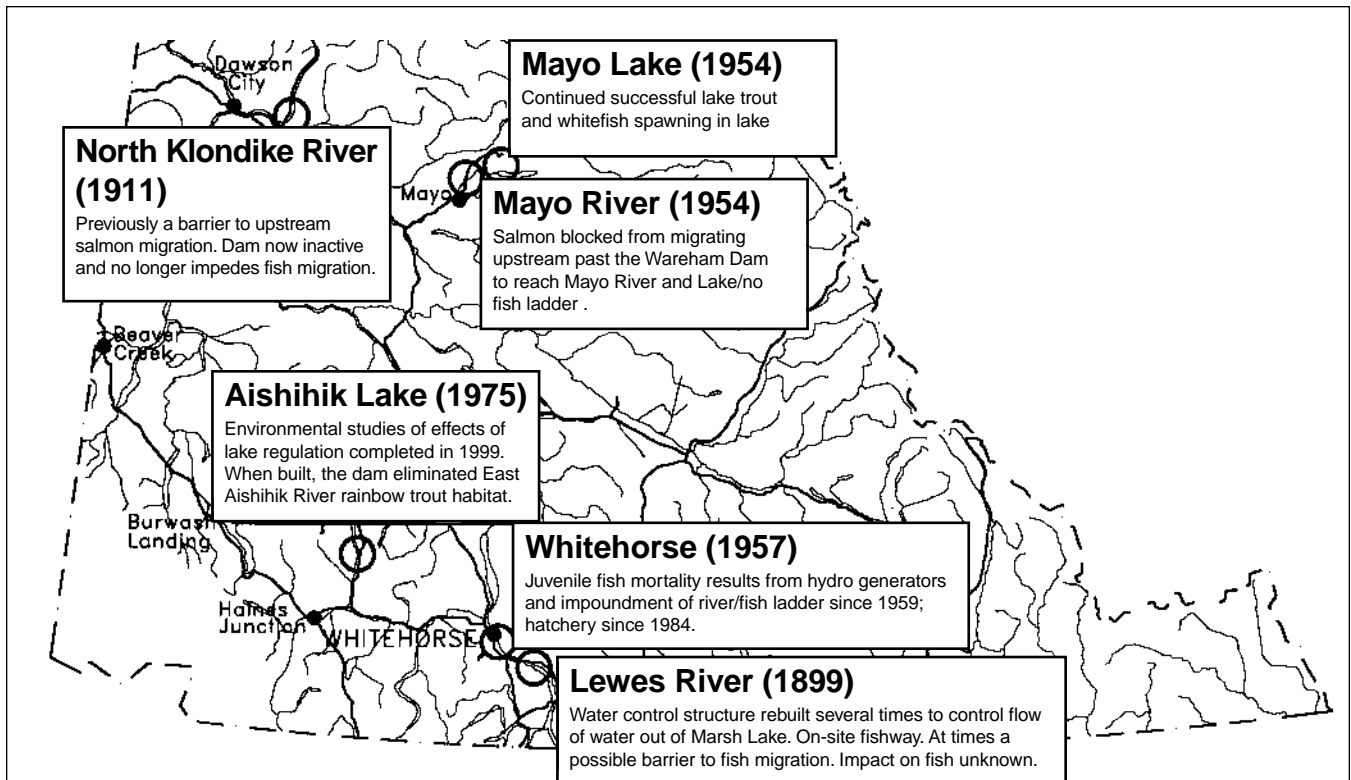 Dawson
City
Mayo Lake (1954)
Continued successful lake trout
and whitefish spawning in lake
North Klondike River
(1911)
Previously a barrier to upstream
salmon migration. Dam now inactive
and no longer impedes fish migration.
Mayo
Mayo River (1954)
Salmon blocked from migrating
upstream past the Wareham Dam
to reach Mayo River and Lake/no
fish ladder .
Beaver
Creek
Aishihik Lake (1975)
Environmental studies of effects of
lake regulation completed in 1999.
When built, the dam eliminated East
Aishihik River rainbow trout habitat.
Burwash
Landing
Whitehorse (1957)
Juvenile fish mortality results from hydro generators
and impoundment of river/fish ladder since 1959;
hatchery since 1984.
Haines
Junction
WHITEHORSE
Lewes River (1899)
Water control structure rebuilt several times to control flow
of water out of Marsh Lake. On-site fishway. At times a
possible barrier to fish migration. Impact on fish unknown.